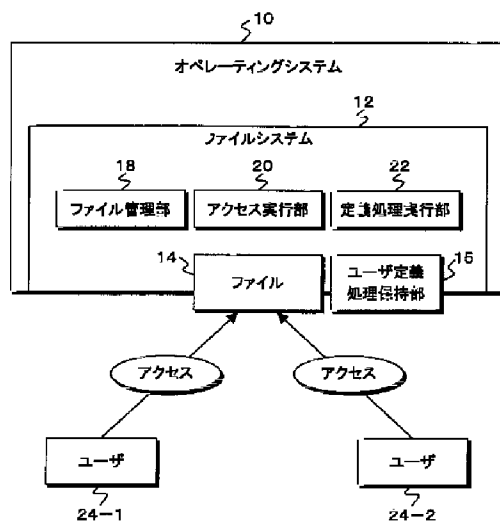 10
オペレーティングシステム
12
ファイルシステム
18
20
22
ファイル管理部
アクセス実行部
定義処理実行部
14
ファイル
ユーザ定義
処理保持部
16
アクセス
アクセス
ユーザ
ユーザ
24-1
24-2